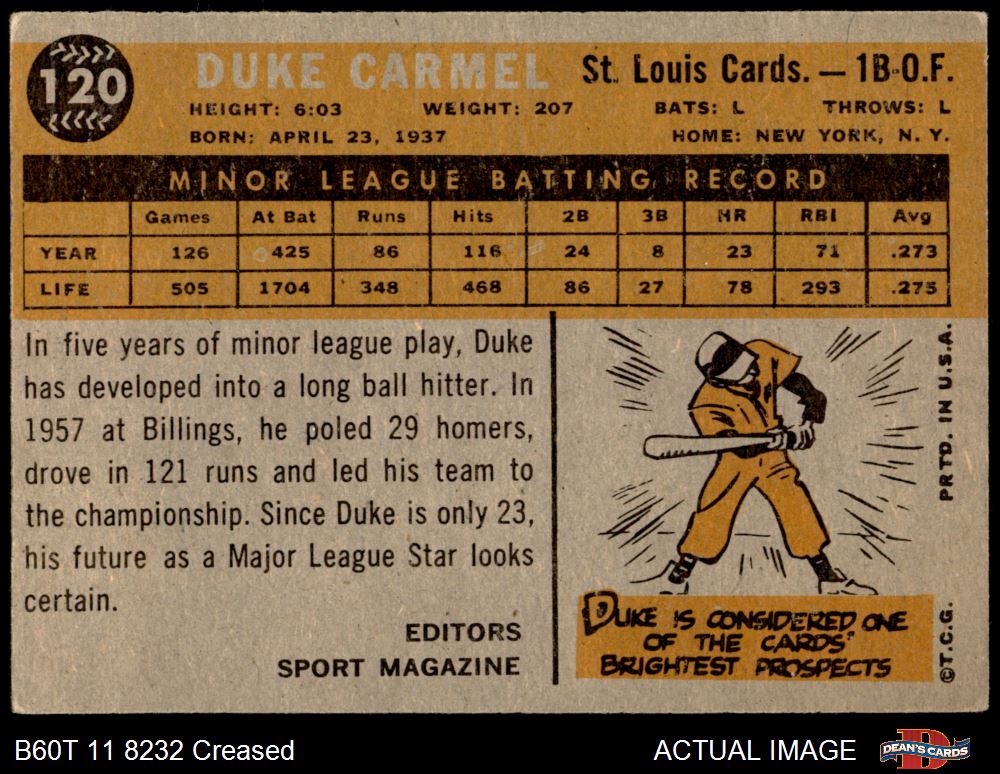 120
DUKE CARMEL St. Louis Cards. — 1B-O.F.
HEIGHT: 6:03 WEIGHT: 207 BATS: L THROWS: L
BORN: APRIL 23, 1937 HOME: NEW YORK, N. Y.
MINOR LEAGUE BATTING RECORD
Games At Bat Runs Hits 2B 3B HR RBI Avg
YEAR 126 425 86 116 24 8 23 71 .273
LIFE 505 1704 348 468 86 27 78 293 .275
In five years of minor league play, Duke
has developed into a long ball hitter. In
1957 at Billings, he poled 29 homers,
drove in 121 runs and led his team to
the championship. Since Duke is only 23,
his future as a Major League Star looks
certain.
EDITORS
SPORT MAGAZINE
DUKE IS CONSIDERED ONE
OF THE CARDS'
BRIGHTEST PROSPECTS
PRTD. IN U.S.A.
©T.C.G.
B60T 11 8232 Creased
ACTUAL IMAGE
DEAN'S CARDS